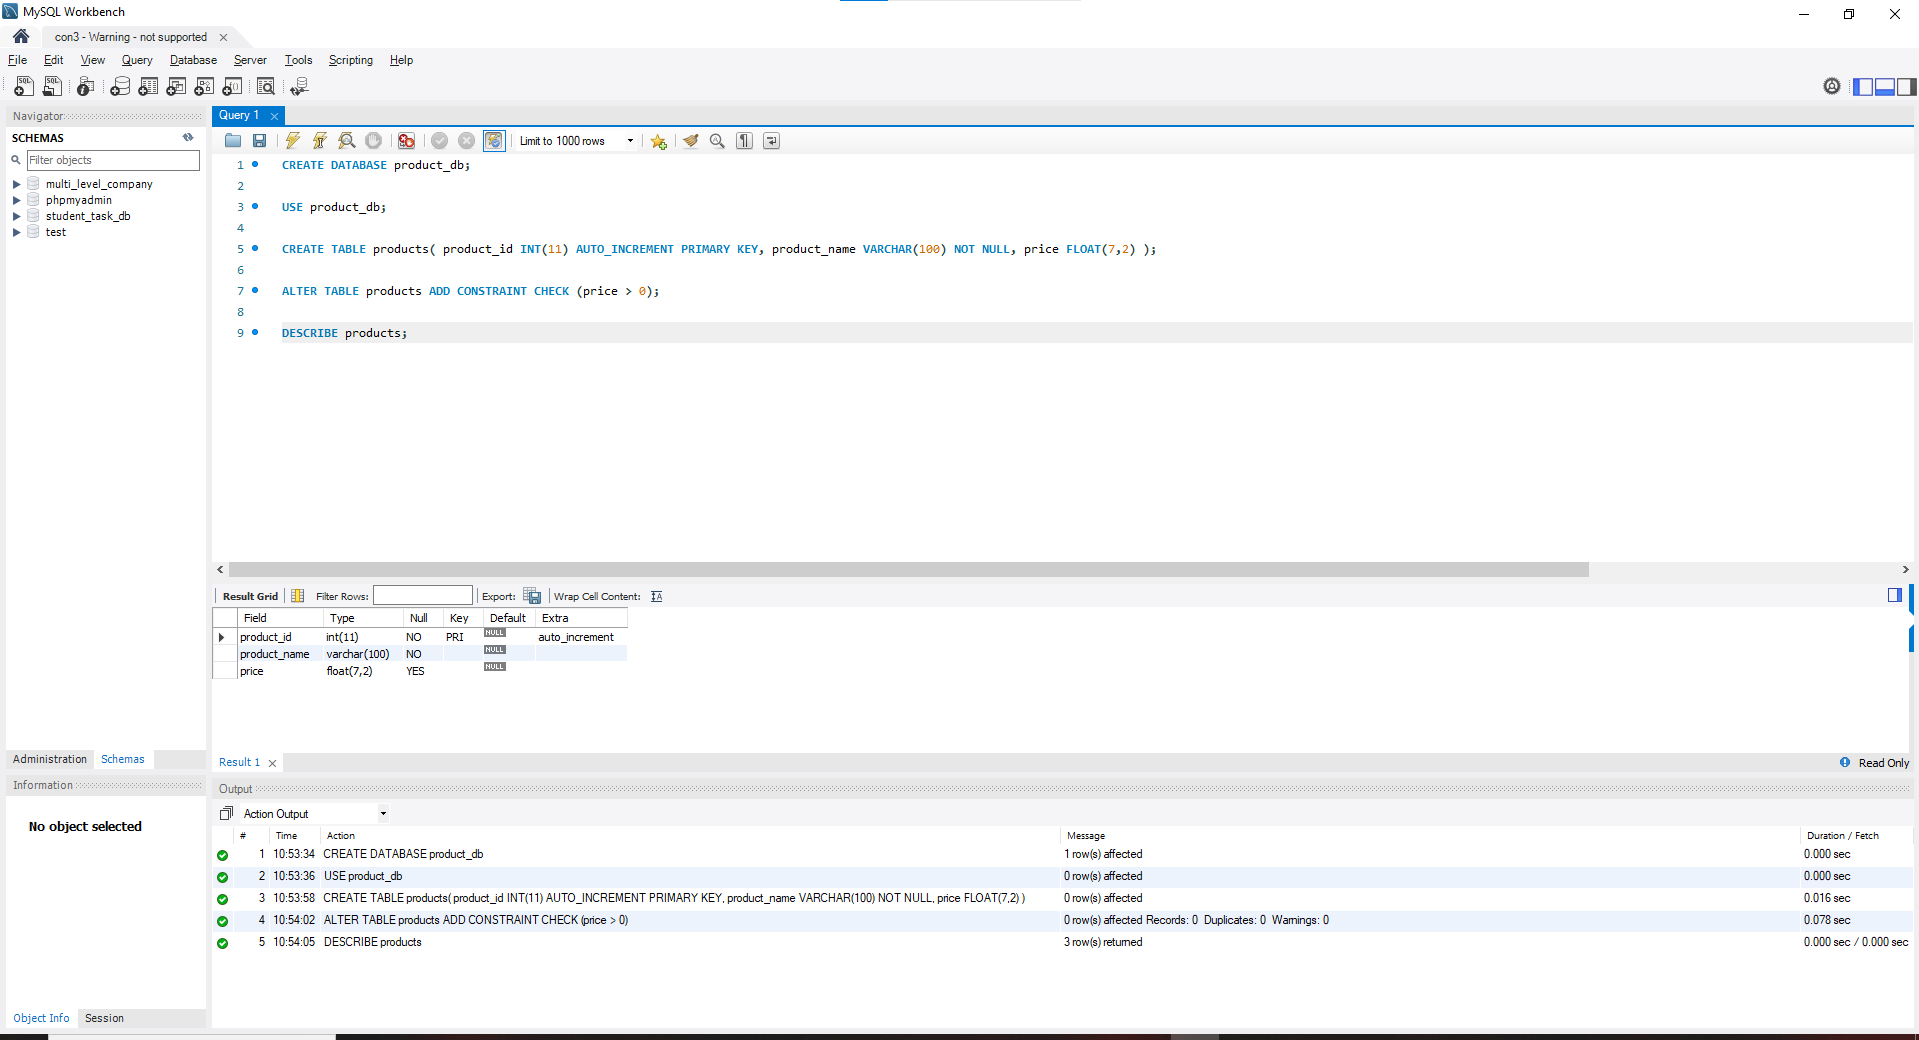 MySQL Workbench
con3 - Warning - not supported
File Edit View Query Database Server Tools Scripting Help
Navigator
SCHEMAS
Filter objects
multi_level_company
phpmyadmin
student_task_db
test
Query 1
Limit to 1000 rows
1 CREATE DATABASE product_db;
2
3 USE product_db;
4
5 CREATE TABLE products( product_id INT(11) AUTO_INCREMENT PRIMARY KEY, product_name VARCHAR(100) NOT NULL, price FLOAT(7,2) );
6
7 ALTER TABLE products ADD CONSTRAINT CHECK (price > 0);
8
9 DESCRIBE products;
Result Grid Filter Rows: Export: Wrap Cell Content:
Field Type Null Key Default Extra
product_id int(11) NO PRI NULL auto_increment
product_name varchar(100) NO NULL
price float(7,2) YES NULL
Administration Schemas
Result 1
Read Only
Information
No object selected
Output
Action Output
# Time Action Message Duration / Fetch
1 10:53:34 CREATE DATABASE product_db 1 row(s) affected 0.000 sec
2 10:53:36 USE product_db 0 row(s) affected 0.000 sec
3 10:53:58 CREATE TABLE products( product_id INT(11) AUTO_INCREMENT PRIMARY KEY, product_name VARCHAR(100) NOT NULL, price FLOAT(7,2) ) 0 row(s) affected 0.016 sec
4 10:54:02 ALTER TABLE products ADD CONSTRAINT CHECK (price > 0) 0 row(s) affected Records: 0 Duplicates: 0 Warnings: 0 0.078 sec
5 10:54:05 DESCRIBE products 3 row(s) returned 0.000 sec / 0.000 sec
Object Info Session